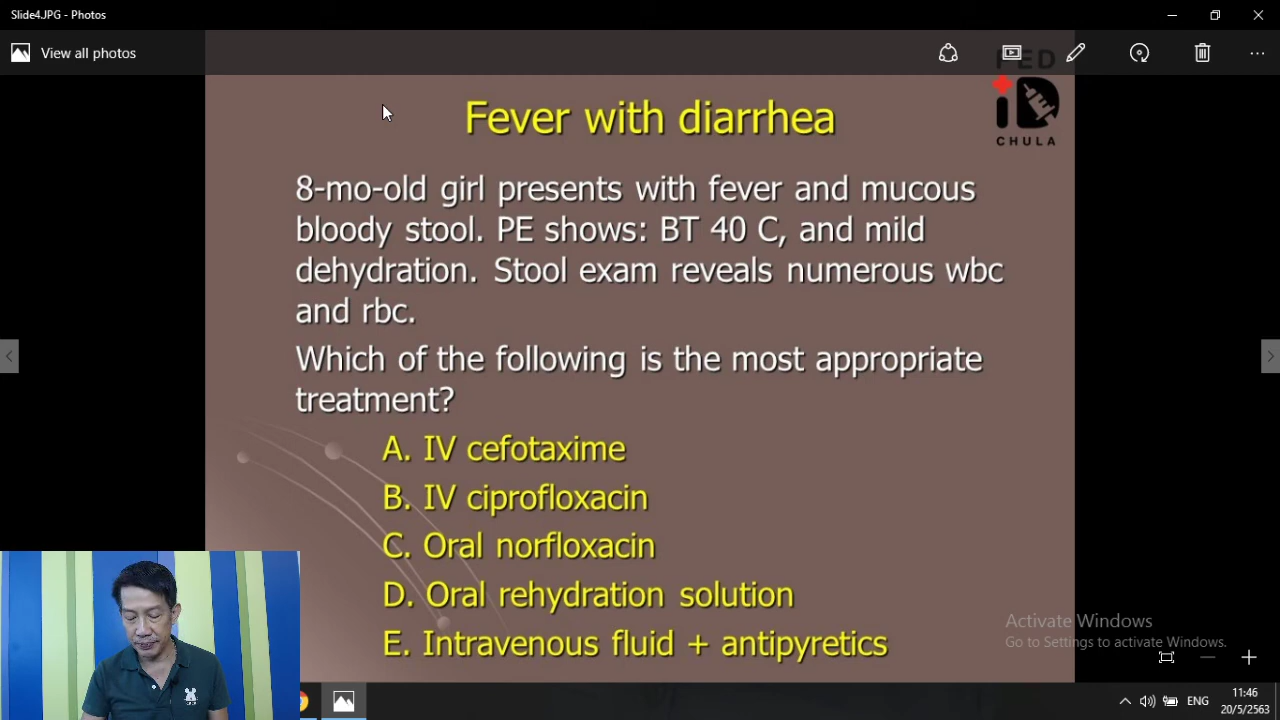 Slide4.JPG - Photos
View all photos
PED
iD
CHULA
Fever with diarrhea
8-mo-old girl presents with fever and mucous
bloody stool. PE shows: BT 40 C, and mild
dehydration. Stool exam reveals numerous wbc
and rbc.
Which of the following is the most appropriate
treatment?
A. IV cefotaxime
B. IV ciprofloxacin
C. Oral norfloxacin
D. Oral rehydration solution
E. Intravenous fluid + antipyretics
Activate Windows
Go to Settings to activate Windows.
ENG
11:46
20/5/2563